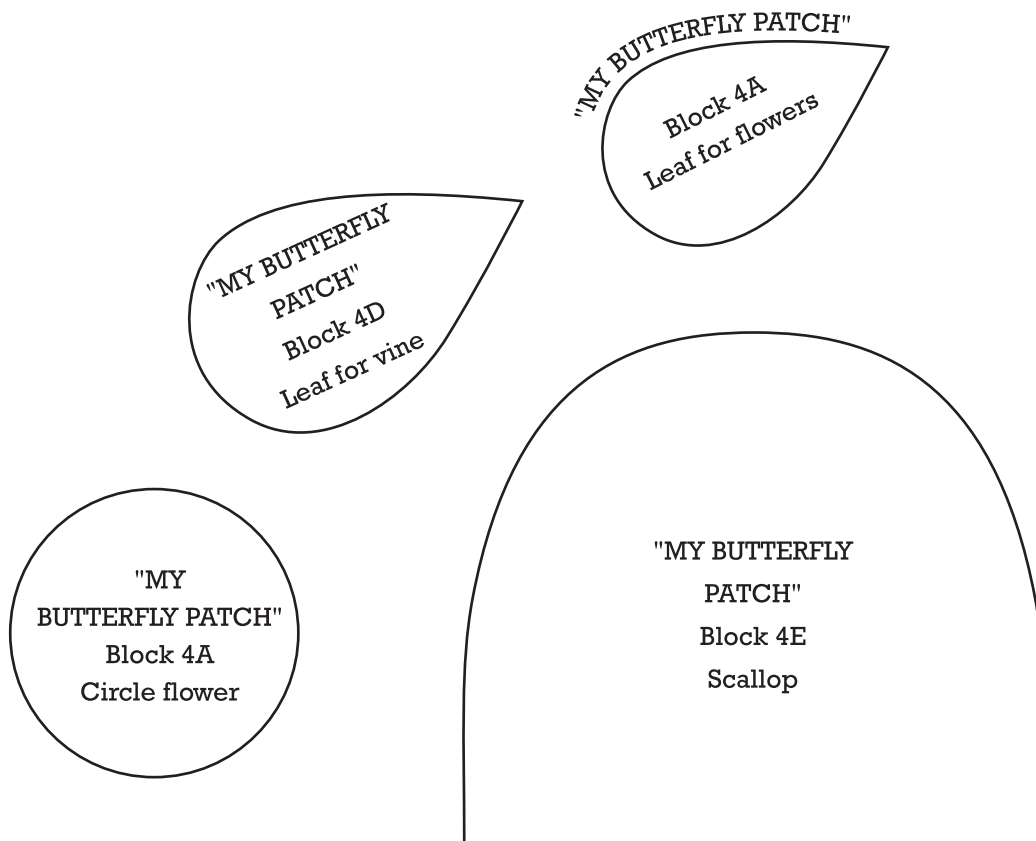 "MY BUTTERFLY PATCH"
Block 4A
Leaf for flowers
"MY BUTTERFLY
PATCH"
Block 4D
Leaf for vine
"MY
BUTTERFLY PATCH"
Block 4A
Circle flower
"MY BUTTERFLY
PATCH"
Block 4E
Scallop